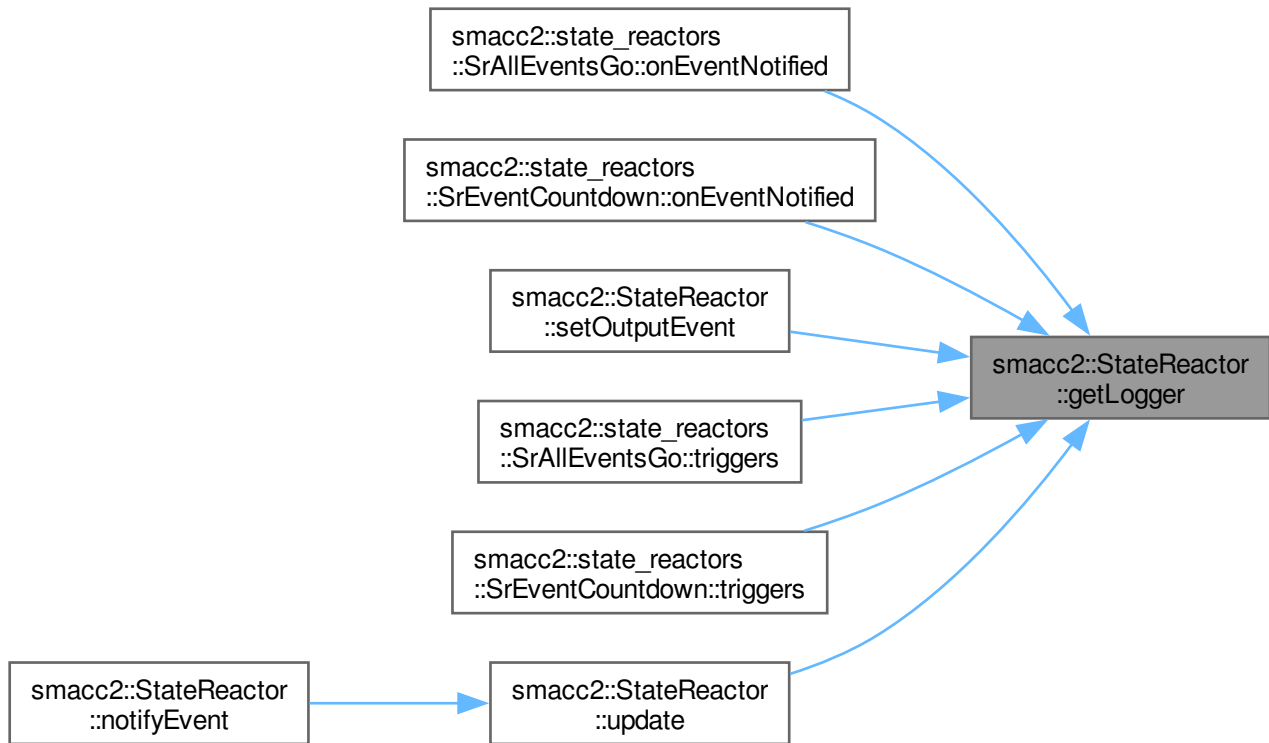 smacc2::state_reactors
::SrAllEventsGo::onEventNotified
smacc2::state_reactors
::SrEventCountdown::onEventNotified
smacc2::StateReactor
::setOutputEvent
smacc2::StateReactor
::getLogger
smacc2::state_reactors
::SrAllEventsGo::triggers
smacc2::state_reactors
::SrEventCountdown::triggers
smacc2::StateReactor
::notifyEvent
smacc2::StateReactor
::update